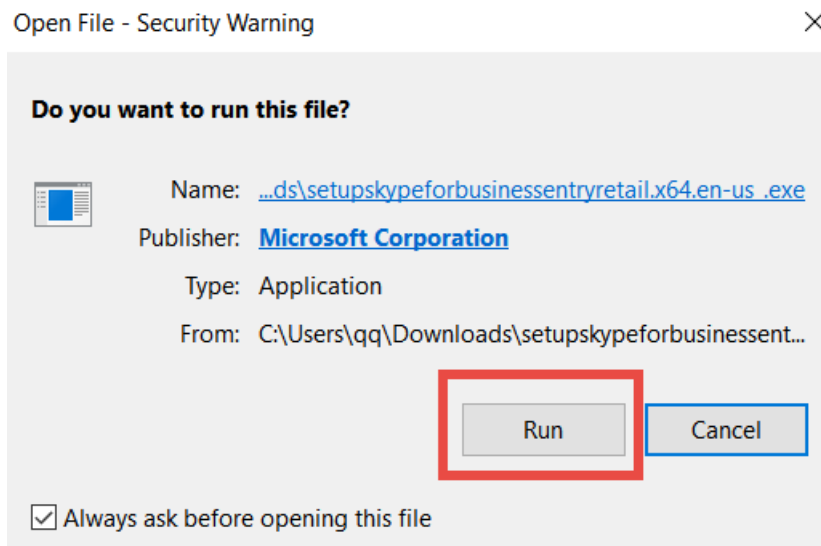 Open File - Security Warning
Do you want to run this file?
Name: ...ds\setupskypeforbusinessentryretail.x64.en-us .exe
Publisher: Microsoft Corporation
Type: Application
From: C:\Users\qq\Downloads\setupskypeforbusinessent...
Run Cancel
Always ask before opening this file